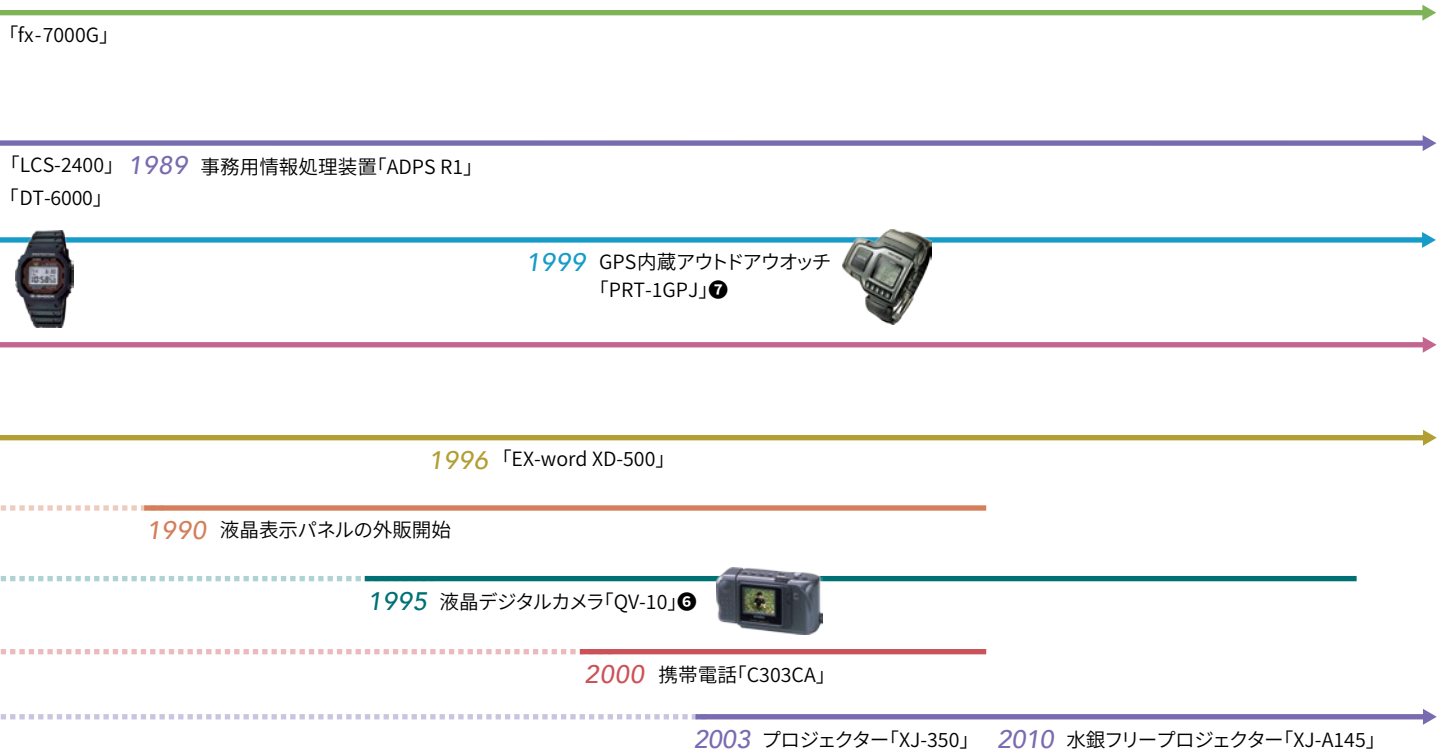 「fx-7000G」
「LCS-2400」 1989 事務用情報処理装置「ADPS R1」
「DT-6000」
1999 GPS内蔵アウトドアウオッチ
「PRT-1GPJ」❼
1996 「EX-word XD-500」
1990 液晶表示パネルの外販開始
1995 液晶デジタルカメラ「QV-10」❻
2000 携帯電話「C303CA」
2003 プロジェクター「XJ-350」 2010 水銀フリープロジェクター「XJ-A145」